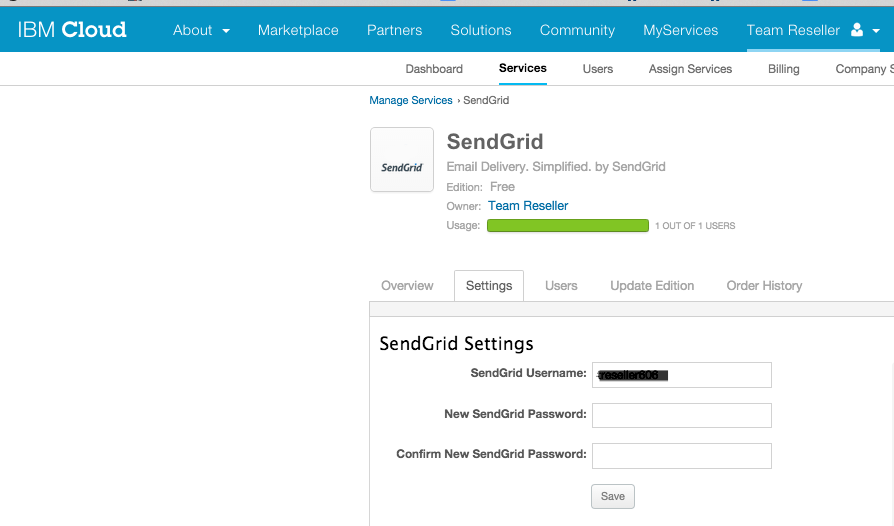 IBM Cloud About Marketplace Partners Solutions Community MyServices Team Reseller
Dashboard Services Users Assign Services Billing Company S
Manage Services › SendGrid
SendGrid
SendGrid
Email Delivery. Simplified. by SendGrid
Edition: Free
Owner: Team Reseller
Usage: 1 OUT OF 1 USERS
Overview Settings Users Update Edition Order History
SendGrid Settings
SendGrid Username:
New SendGrid Password:
Confirm New SendGrid Password:
Save